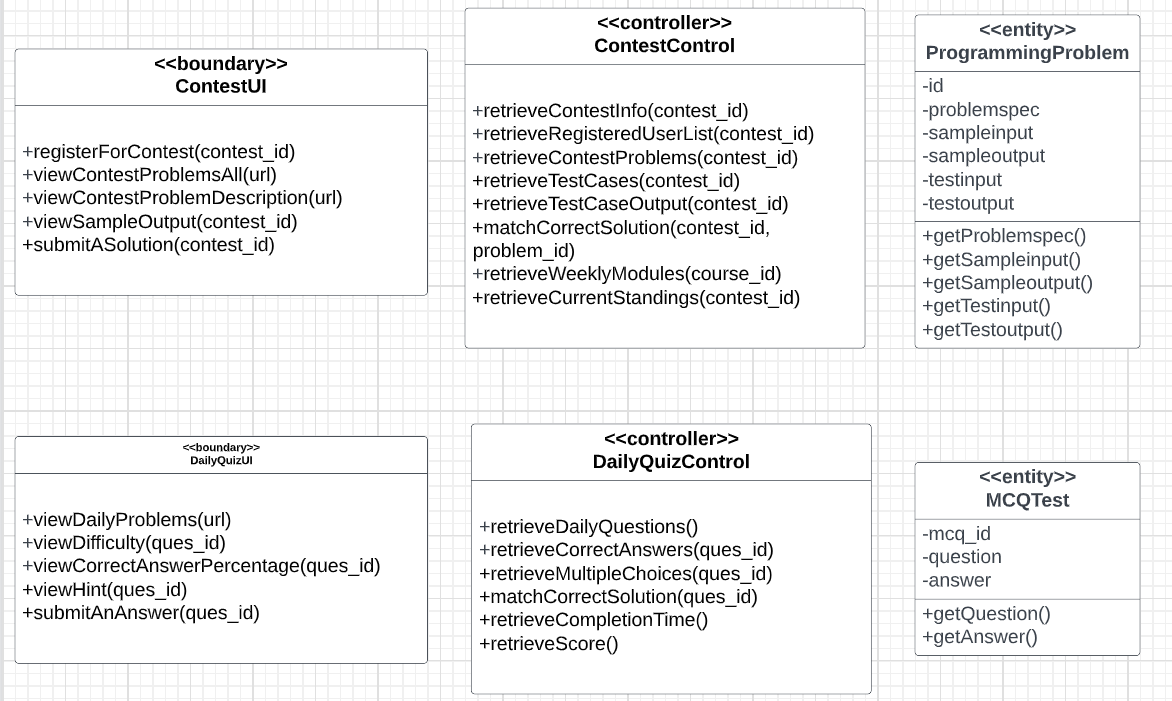 <<boundary>>
ContestUI
+registerForContest(contest_id)
+viewContestProblemsAll(url)
+viewContestProblemDescription(url)
+viewSampleOutput(contest_id)
+submitASolution(contest_id)
<<controller>>
ContestControl
+retrieveContestInfo(contest_id)
+retrieveRegisteredUserList(contest_id)
+retrieveContestProblems(contest_id)
+retrieveTestCases(contest_id)
+retrieveTestCaseOutput(contest_id)
+matchCorrectSolution(contest_id,
problem_id)
+retrieveWeeklyModules(course_id)
+retrieveCurrentStandings(contest_id)
<<entity>>
ProgrammingProblem
-id
-problemspec
-sampleinput
-sampleoutput
-testinput
-testoutput
+getProblemspec()
+getSampleinput()
+getSampleoutput()
+getTestinput()
+getTestoutput()
<<boundary>>
DailyQuizUI
+viewDailyProblems(url)
+viewDifficulty(ques_id)
+viewCorrectAnswerPercentage(ques_id)
+viewHint(ques_id)
+submitAnAnswer(ques_id)
<<controller>>
DailyQuizControl
+retrieveDailyQuestions()
+retrieveCorrectAnswers(ques_id)
+retrieveMultipleChoices(ques_id)
+matchCorrectSolution(ques_id)
+retrieveCompletionTime()
+retrieveScore()
<<entity>>
MCQTest
-mcq_id
-question
-answer
+getQuestion()
+getAnswer()